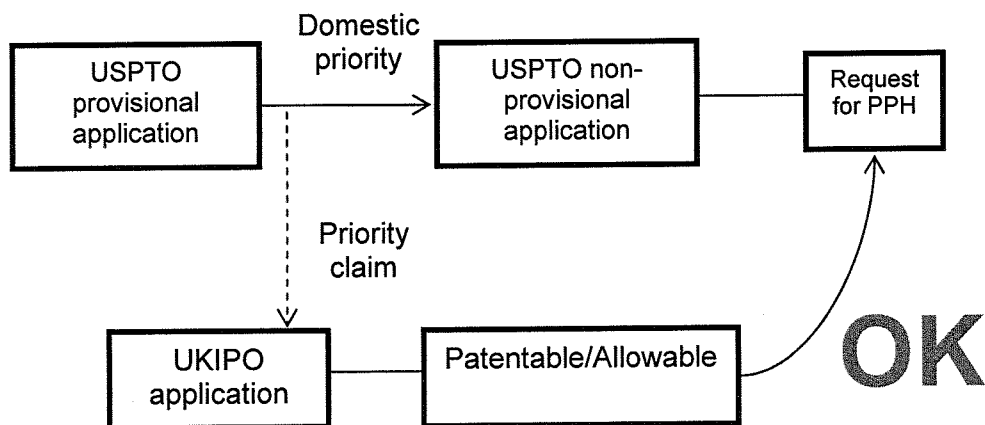 Domestic
priority
USPTO
provisional
application
USPTO non-
provisional
application
Request
for PPH
Priority
claim
UKIPO
application
Patentable/Allowable
OK